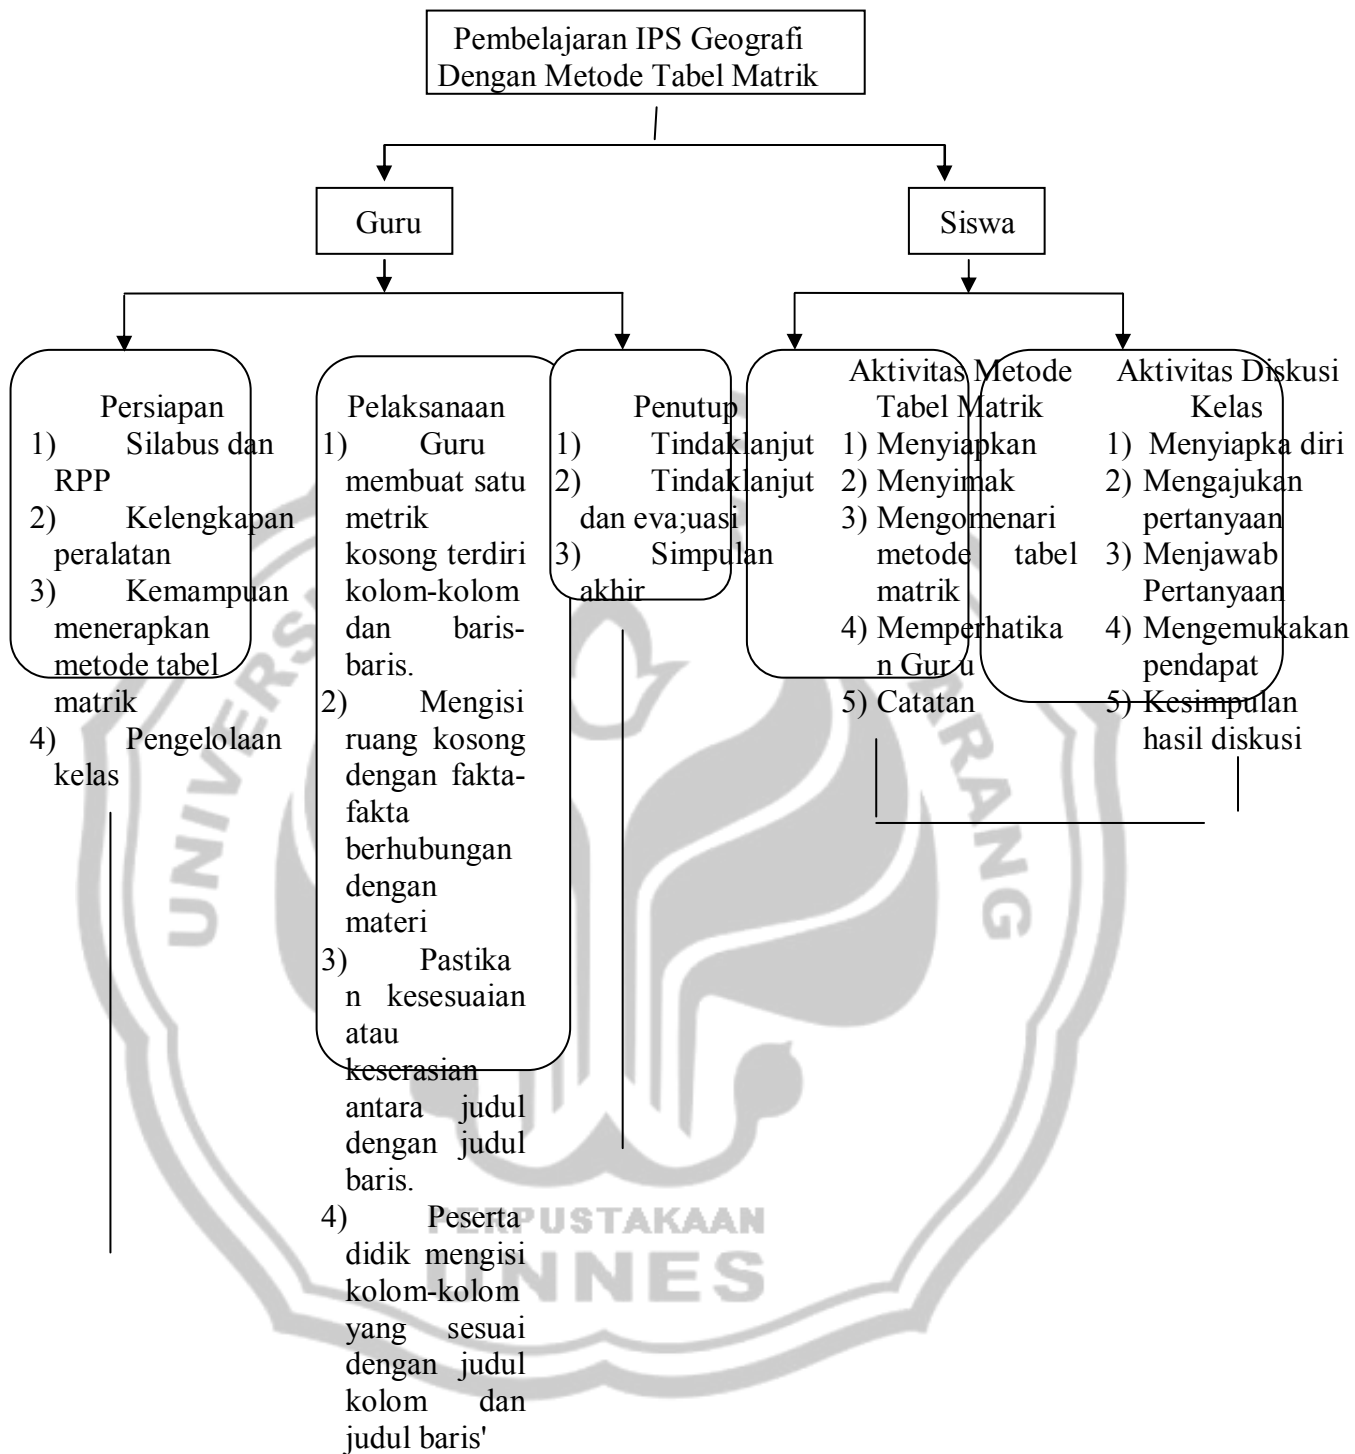 Pembelajaran IPS Geografi
Dengan Metode Tabel Matrik
Guru
Siswa
Persiapan
1) Silabus dan
RPP
2) Kelengkapan
peralatan
3) Kemampuan
menerapkan
metode tabel
matrik
4) Pengelolaan
kelas
Pelaksanaan
1) Guru
membuat satu
metrik
kosong terdiri
kolom-kolom
dan baris-
baris.
2) Mengisi
ruang kosong
dengan fakta-
fakta
berhubungan
dengan
materi
3) Pastika
n kesesuaian
atau
keserasian
antara judul
dengan judul
baris.
4) Peserta
didik mengisi
kolom-kolom
yang sesuai
dengan judul
kolom dan
judul baris'
Penutup
1) Tindaklanjut
2) Tindaklanjut
dan eva;uasi
3) Simpulan
akhir
Aktivitas Metode
Tabel Matrik
1) Menyiapkan
2) Menyimak
3) Mengomenari
metode tabel
matrik
4) Memperhatika
n Gur u
5) Catatan
Aktivitas Diskusi
Kelas
1) Menyiapka diri
2) Mengajukan
pertanyaan
3) Menjawab
Pertanyaan
4) Mengemukakan
pendapat
5) Kesimpulan
hasil diskusi
PERPUSTAKAAN
UNNES